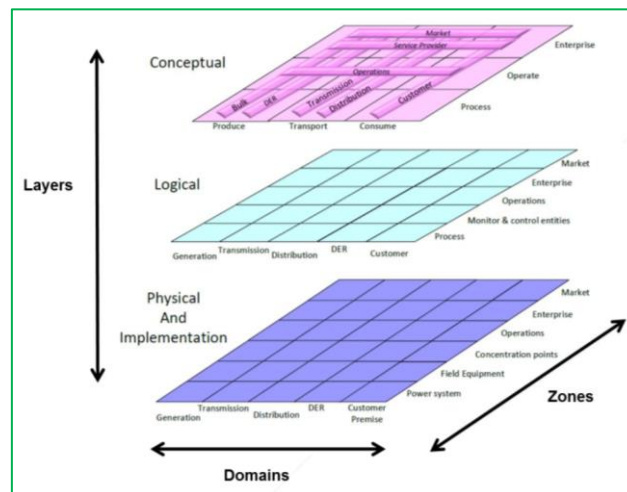 Conceptual
Market
Service Provider
Operations
Bulk
DER
Transmission
Distribution
Customer
Enterprise
Operate
Process
Produce
Transport
Consume
Layers
Logical
Market
Enterprise
Operations
Monitor & control entities
Process
Generation
Transmission
Distribution
DER
Customer
Physical
And
Implementation
Market
Enterprise
Operations
Concentration points
Field Equipment
Power system
Generation
Transmission
Distribution
DER
Customer
Premise
Zones
Domains